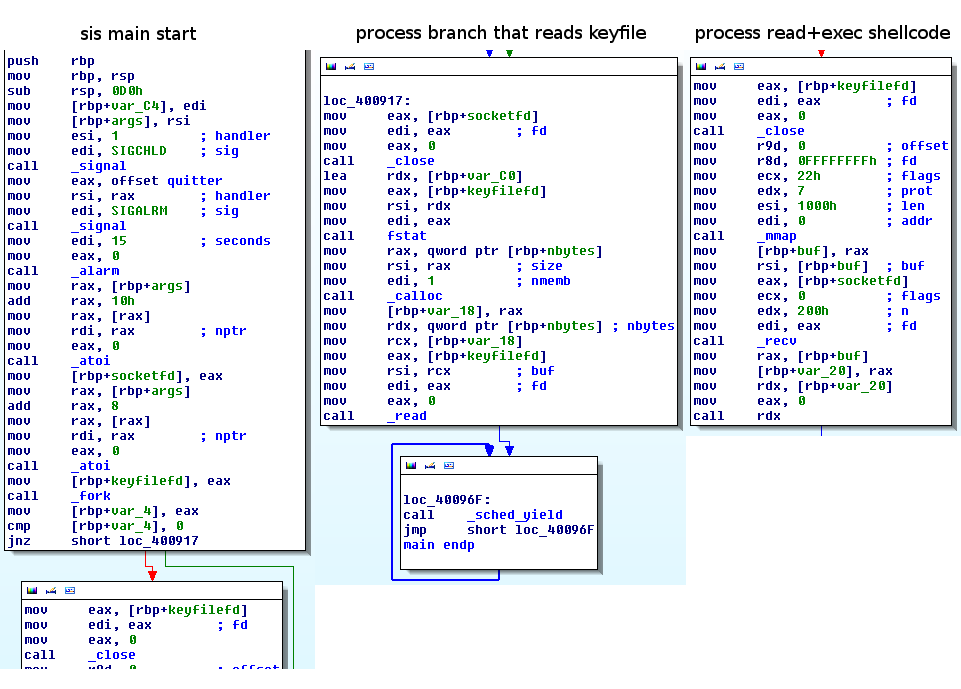 sis main start
push rbp
mov rbp, rsp
sub rsp, 0D0h
mov [rbp+var_C4], edi
mov [rbp+args], rsi
mov esi, 1 ; handler
mov edi, SIGCHLD ; sig
call _signal
mov eax, offset quitter
mov rsi, rax ; handler
mov edi, SIGALRM ; sig
call _signal
mov edi, 15 ; seconds
mov eax, 0
call _alarm
mov rax, [rbp+args]
add rax, 10h
mov rax, [rax]
mov rdi, rax ; nptr
mov eax, 0
call _atoi
mov [rbp+socketfd], eax
mov rax, [rbp+args]
add rax, 8
mov rax, [rax]
mov rdi, rax ; nptr
mov eax, 0
call _atoi
mov [rbp+keyfilefd], eax
call _fork
mov [rbp+var_4], eax
cmp [rbp+var_4], 0
jnz short loc_400917
mov eax, [rbp+keyfilefd]
mov edi, eax ; fd
mov eax, 0
call _close
process branch that reads keyfile
loc_400917:
mov eax, [rbp+socketfd]
mov edi, eax ; fd
mov eax, 0
call _close
lea rdx, [rbp+var_C0]
mov eax, [rbp+keyfilefd]
mov rsi, rdx
mov edi, eax
call fstat
mov rax, qword ptr [rbp+nbytes]
mov rsi, rax ; size
mov edi, 1 ; nmemb
call _calloc
mov [rbp+var_18], rax
mov rdx, qword ptr [rbp+nbytes] ; nbytes
mov rcx, [rbp+var_18]
mov eax, [rbp+keyfilefd]
mov rsi, rcx ; buf
mov edi, eax ; fd
mov eax, 0
call _read
loc_40096F:
call _sched_yield
jmp short loc_40096F
main endp
process read+exec shellcode
mov eax, [rbp+keyfilefd]
mov edi, eax ; fd
mov eax, 0
call _close
mov r9d, 0 ; offset
mov r8d, 0FFFFFFFFh ; fd
mov ecx, 22h ; flags
mov edx, 7 ; prot
mov esi, 1000h ; len
mov edi, 0 ; addr
call _mmap
mov [rbp+buf], rax
mov rsi, [rbp+buf] ; buf
mov eax, [rbp+socketfd]
mov ecx, 0 ; flags
mov edx, 200h ; n
mov edi, eax ; fd
call _recv
mov rax, [rbp+buf]
mov [rbp+var_20], rax
mov rdx, [rbp+var_20]
mov eax, 0
call rdx